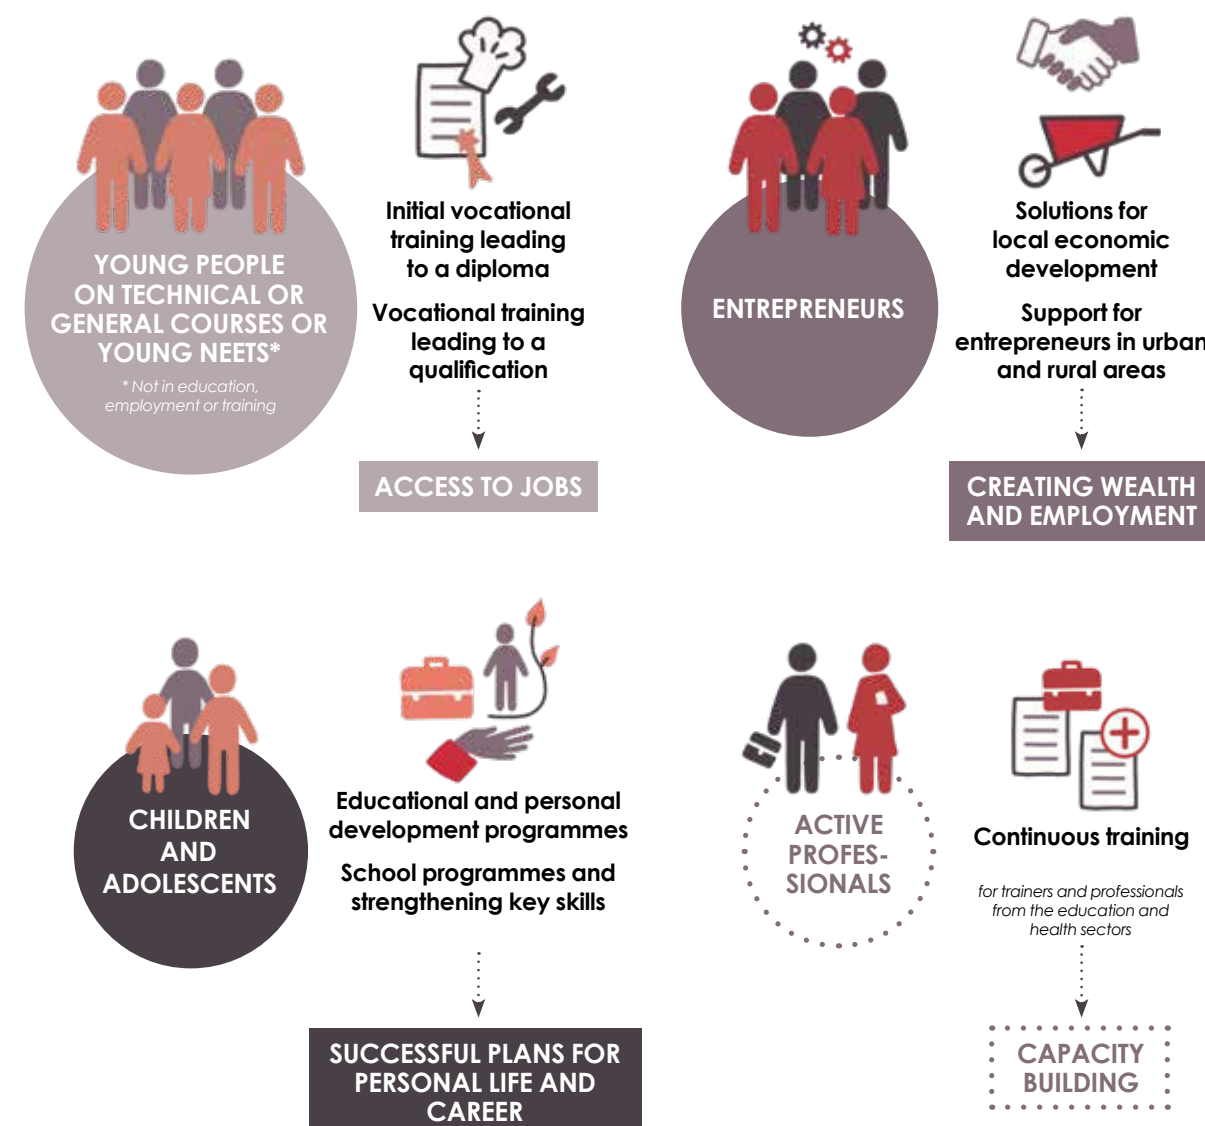 YOUNG PEOPLE
ON TECHNICAL OR
GENERAL COURSES OR
YOUNG NEETS*
* Not in education,
employment or training
Initial vocational
training leading
to a diploma
Vocational training
leading to a
qualification
ACCESS TO JOBS
ENTREPRENEURS
Solutions for
local economic
development
Support for
entrepreneurs in urban
and rural areas
CREATING WEALTH
AND EMPLOYMENT
CHILDREN
AND
ADOLESCENTS
Educational and personal
development programmes
School programmes and
strengthening key skills
SUCCESSFUL PLANS FOR
PERSONAL LIFE AND
CAREER
ACTIVE
PROFES-
SIONALS
Continuous training
for trainers and professionals
from the education and
health sectors
CAPACITY
BUILDING